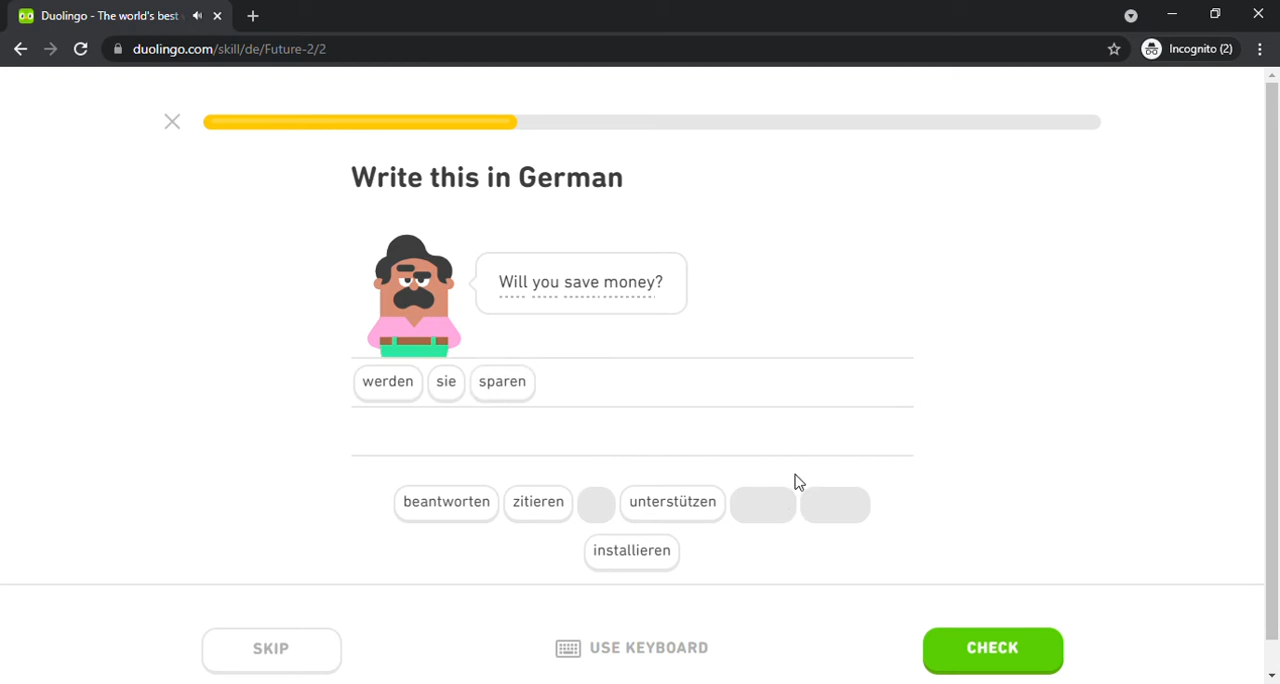 Duolingo - The world's best
duolingo.com/skill/de/Future-2/2
Incognito (2)
Write this in German
Will you save money?
werden sie sparen
beantworten zitieren unterstützen
installieren
SKIP
USE KEYBOARD
CHECK